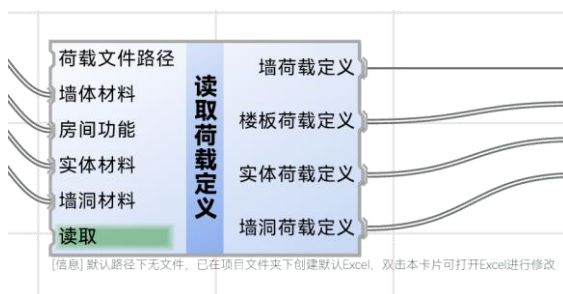 荷载文件路径
墙体材料
房间功能
实体材料
墙洞材料
读取
读取荷载定义
墙荷载定义
楼板荷载定义
实体荷载定义
墙洞荷载定义
[信息] 默认路径下无文件，已在项目文件夹下创建默认Excel，双击本卡片可打开Excel进行修改